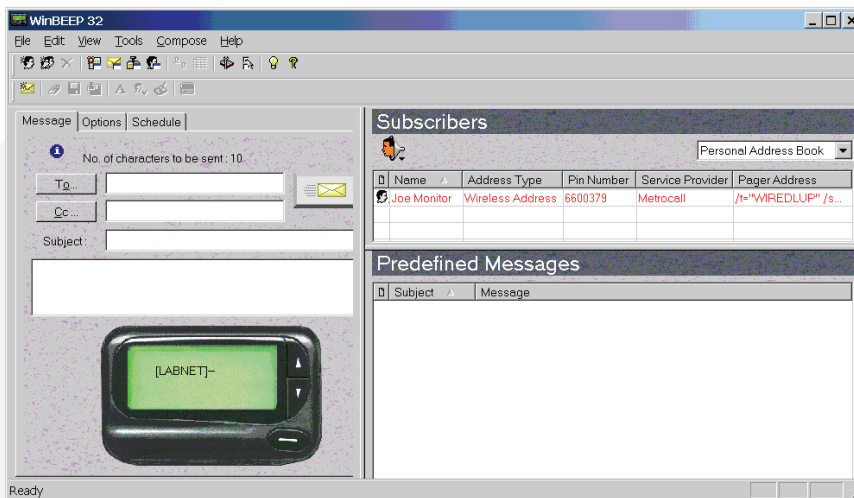 WinBEEP 32
File Edit View Tools Compose Help
Message Options Schedule
No. of characters to be sent : 10.
To...
Cc ...
Subject :
[LABNET]--
Subscribers
Personal Address Book
Name Address Type Pin Number Service Provider Pager Address
Joe Monitor Wireless Address 6600379 Metrocall /t="WIREDLUP" /s...
Predefined Messages
Subject Message
Ready